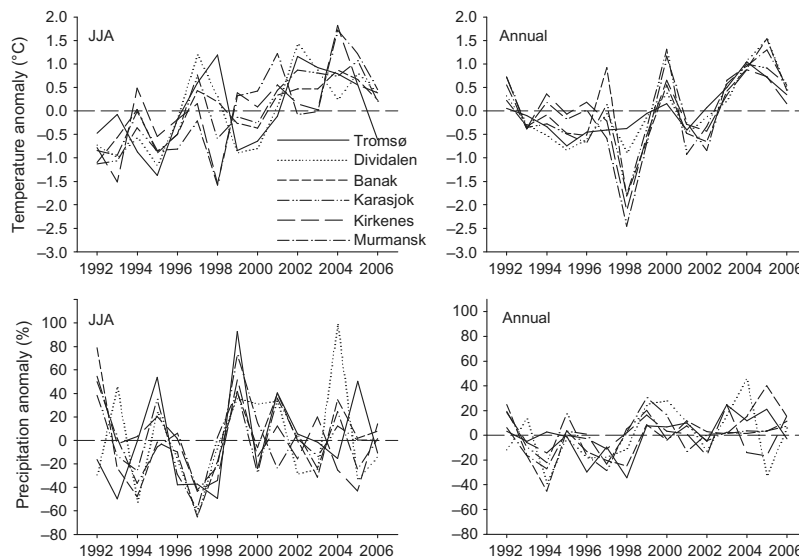 JJA
Annual
Temperature anomaly (°C)
2.0
1.5
1.0
0.5
0.0
−0.5
−1.0
−1.5
−2.0
−2.5
−3.0
2.0
1.5
1.0
0.5
0.0
−0.5
−1.0
−1.5
−2.0
−2.5
−3.0
Tromsø
Dividalen
Banak
Karasjok
Kirkenes
Murmansk
1992 1994 1996 1998 2000 2002 2004 2006
1992 1994 1996 1998 2000 2002 2004 2006
JJA
Annual
Precipitation anomaly (%)
100
80
60
40
20
0
−20
−40
−60
−80
100
80
60
40
20
0
−20
−40
−60
−80
1992 1994 1996 1998 2000 2002 2004 2006
1992 1994 1996 1998 2000 2002 2004 2006